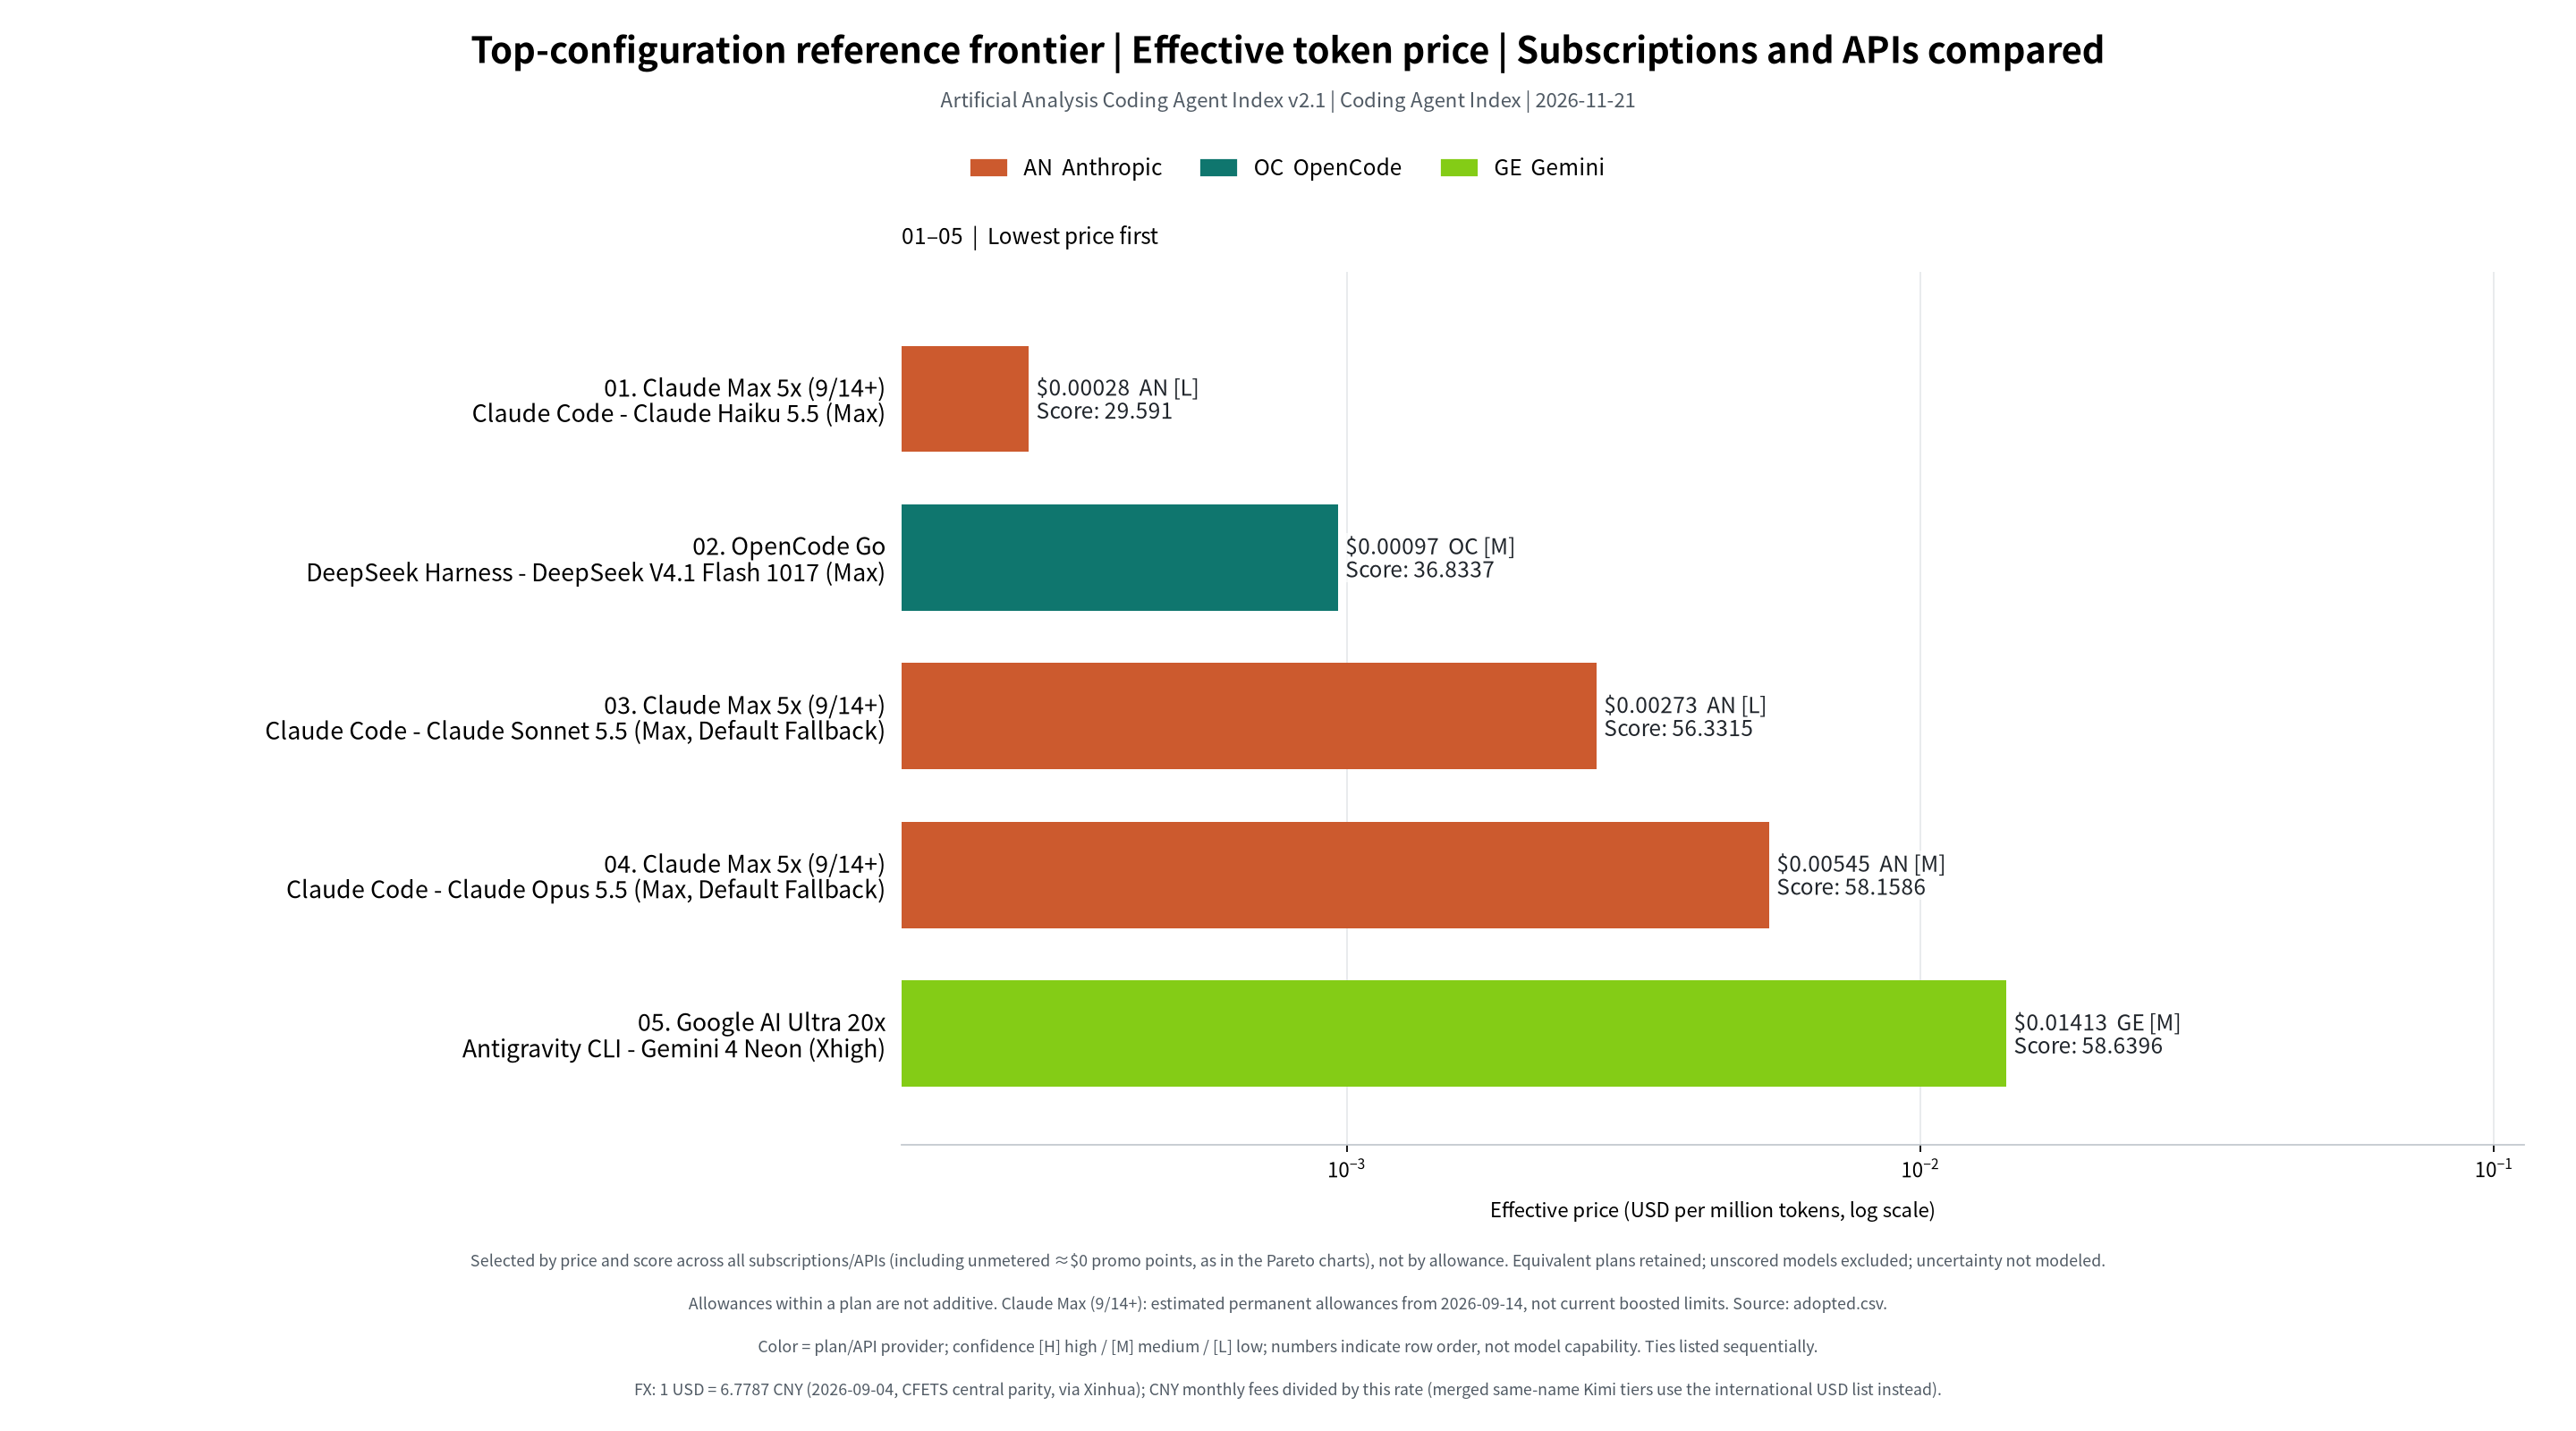 Top-configuration reference frontier | Effective token price | Subscriptions and APIs compared
Artificial Analysis Coding Agent Index v2.1 | Coding Agent Index | 2026-11-21
AN Anthropic
OC OpenCode
GE Gemini
01–05 | Lowest price first
01. Claude Max 5x (9/14+)
Claude Code - Claude Haiku 5.5 (Max)
$0.00028 AN [L]
Score: 29.591
02. OpenCode Go
DeepSeek Harness - DeepSeek V4.1 Flash 1017 (Max)
$0.00097 OC [M]
Score: 36.8337
03. Claude Max 5x (9/14+)
Claude Code - Claude Sonnet 5.5 (Max, Default Fallback)
$0.00273 AN [L]
Score: 56.3315
04. Claude Max 5x (9/14+)
Claude Code - Claude Opus 5.5 (Max, Default Fallback)
$0.00545 AN [M]
Score: 58.1586
05. Google AI Ultra 20x
Antigravity CLI - Gemini 4 Neon (Xhigh)
$0.01413 GE [M]
Score: 58.6396
10⁻³
10⁻²
10⁻¹
Effective price (USD per million tokens, log scale)
Selected by price and score across all subscriptions/APIs (including unmetered ≈$0 promo points, as in the Pareto charts), not by allowance. Equivalent plans retained; unscored models excluded; uncertainty not modeled.
Allowances within a plan are not additive. Claude Max (9/14+): estimated permanent allowances from 2026-09-14, not current boosted limits. Source: adopted.csv.
Color = plan/API provider; confidence [H] high / [M] medium / [L] low; numbers indicate row order, not model capability. Ties listed sequentially.
FX: 1 USD = 6.7787 CNY (2026-09-04, CFETS central parity, via Xinhua); CNY monthly fees divided by this rate (merged same-name Kimi tiers use the international USD list instead).